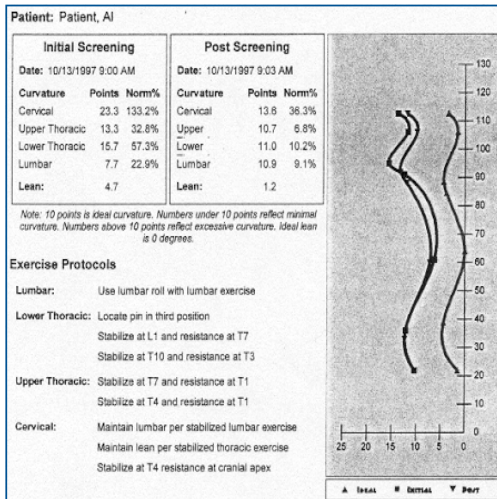 Patient: Patient, Al
Initial Screening
Date: 10/13/1997 9:00 AM
Curvature Points Norm%
Cervical 23.3 133.2%
Upper Thoracic 13.3 32.8%
Lower Thoracic 15.7 57.3%
Lumbar 7.7 22.9%
Lean: 4.7
Post Screening
Date: 10/13/1997 9:03 AM
Curvature Points Norm%
Cervical 13.6 36.3%
Upper 10.7 6.8%
Lower 11.0 10.2%
Lumbar 10.9 9.1%
Lean: 1.2
Note: 10 points is ideal curvature. Numbers under 10 points reflect minimal
curvature. Numbers above 10 points reflect excessive curvature. Ideal lean
is 0 degrees.
Exercise Protocols
Lumbar: Use lumbar roll with lumbar exercise
Lower Thoracic: Locate pin in third position
Stabilize at L1 and resistance at T7
Stabilize at T10 and resistance at T3
Upper Thoracic: Stabilize at T7 and resistance at T1
Stabilize at T4 and resistance at T1
Cervical: Maintain lumbar per stabilized lumbar exercise
Maintain lean per stabilized thoracic exercise
Stabilize at T4 resistance at cranial apex
130
120
110
100
90
80
70
60
50
40
30
20
10
0
25 20 15 10 5 0
IDEAL INITIAL POST